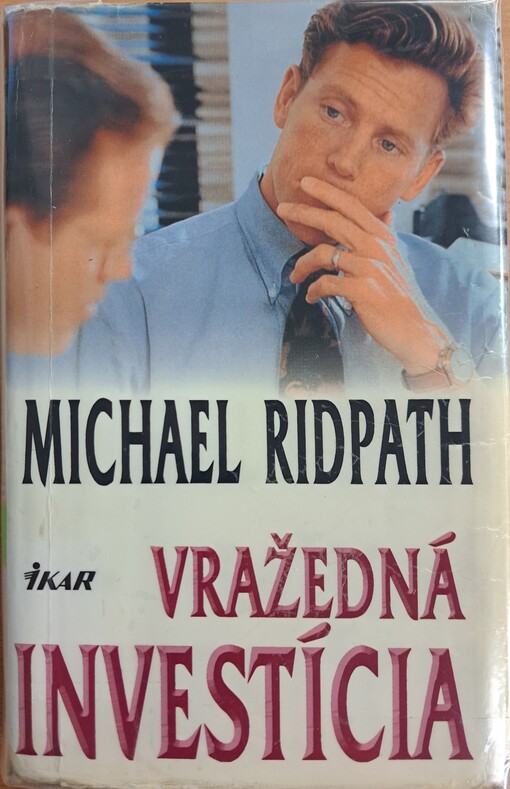 MICHAEL RIDPATH
IKAR
VRAŽEDNÁ
INVESTÍCIA